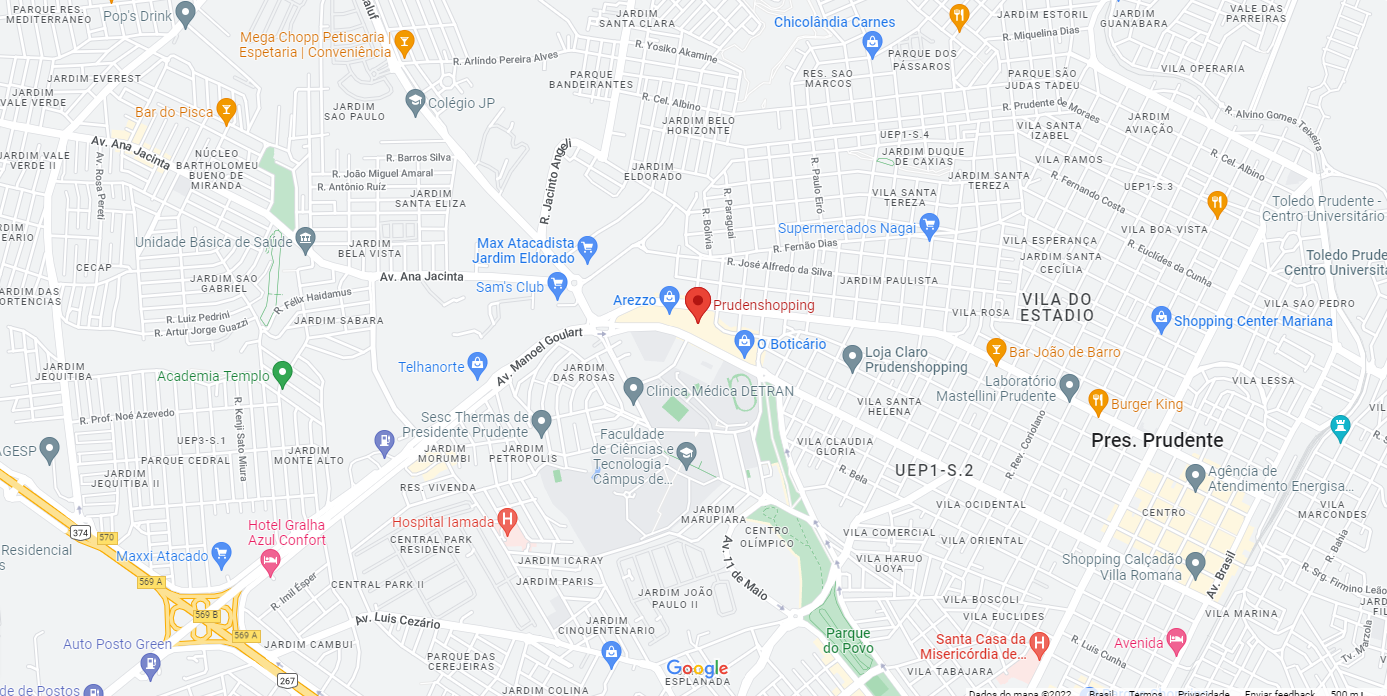 PARQUE RES.
MEDITERRANEO
Pop's Drink
JARDIM
SANTA CLARA
Chicolândia Carnes
JARDIM ESTORIL
JARDIM
GUANABARA
VALE DAS
PARREIRAS
Mega Chopp Petiscaria |
Espetaria | Conveniência
R. Yosiko Akamine
R. Miquelina Dias
R. Arlindo Pereira Alves
PARQUE DOS
PÁSSAROS
JARDIM EVEREST
PARQUE
BANDEIRANTES
RES. SAO
MARCOS
PARQUE SÃO
JUDAS TADEU
VILA OPERARIA
JARDIM
VALE VERDE
Bar do Pisca
JARDIM
SAO PAULO
Colégio JP
R. Cel. Albino
R. Prudente de Moraes
JARDIM BELO
HORIZONTE
UEP1-S.4
VILA SANTA
IZABEL
JARDIM
AVIAÇÃO
R. Alvino Gomes Teixeira
Av. Ana Jacinta
JARDIM VALE
VERDE II
Av. Rosa Pereti
NÚCLEO
BARTHOLOMEU
BUENO DE
MIRANDA
R. Barros Silva
R. João Miguel Amaral
R. Antônio Ruíz
JARDIM
SANTA ELIZA
R. Jacinto Angeli
JARDIM
ELDORADO
R. Paraguai
R. Bolívia
R. Paulo Eiró
JARDIM DUQUE
DE CAXIAS
JARDIM SANTA
TEREZA
VILA SANTA
TEREZA
VILA RAMOS
R. Fernando Costa
UEP1-S.3
R. Cel. Albino
Toledo Prudente -
Centro Universitário
Unidade Básica de Saúde
JARDIM
BELA VISTA
Max Atacadista
Jardim Eldorado
Supermercados Nagai
R. Fernão Dias
VILA ESPERANÇA
VILA BOA VISTA
R. Euclides da Cunha
CECAP
JARDIM SAO
GABRIEL
Av. Ana Jacinta
Sam's Club
R. José Alfredo da Silva
JARDIM PAULISTA
JARDIM SANTA
CECÍLIA
R. Félix Haidamus
Arezzo
Prudenshopping
VILA DO
ESTADIO
VILA ROSA
VILA SAO PEDRO
R. Luiz Pedrini
R. Artur Jorge Guazzi
JARDIM SABARA
Av. Manoel Goulart
O Boticário
Shopping Center Mariana
JARDIM
JEQUITIBA
Academia Templo
Telhanorte
JARDIM
DAS ROSAS
Loja Claro
Prudenshopping
Bar João de Barro
Laboratório
Mastellini Prudente
VILA LESSA
Clinica Médica DETRAN
R. Prof. Noé Azevedo
R. Kenji Sato Miura
Sesc Thermas de
Presidente Prudente
VILA SANTA
HELENA
Burger King
R. Rev. Coriolano
UEP3-S.1
PARQUE CEDRAL
JARDIM
MONTE ALTO
JARDIM
MORUMBI
JARDIM
PETROPOLIS
Faculdade
de Ciências e
Tecnologia -
Câmpus de...
VILA CLAUDIA
GLORIA
Pres. Prudente
JARDIM
JEQUITIBA II
RES. VIVENDA
R. Bela
UEP1-S.2
Agência de
Atendimento Energisa...
Hotel Gralha
Azul Confort
Hospital Iamada
CENTRAL PARK
RESIDENCE
JARDIM
MARUPIARA
CENTRO
OLÍMPICO
VILA OCIDENTAL
CENTRO
VILA
MARCONDES
374
570
VILA COMERCIAL
VILA ORIENTAL
R. Bahia
Residencial
Maxxi Atacado
JARDIM ICARAY
Av. 11 de Maio
VILA HARUO
UOYA
Shopping Calçadão
Villa Romana
569 A
R. Imil Ésper
CENTRAL PARK II
JARDIM PARIS
JARDIM JOÃO
PAULO II
VILA BOSCOLI
Av. Brasil
R. Srg. Firmino Leão
569 B
569 A
Av. Luis Cezário
JARDIM
CINQUENTENARIO
VILA EUCLIDES
VILA MARINA
Auto Posto Green
JARDIM CAMBUI
PARQUE DAS
CEREJEIRAS
Parque
do Povo
Santa Casa da
Misericórdia de...
R. Luis Cunha
Avenida
Tv. Marzola
267
Google
ESPLANADA
VILA TABAJARA
JARDIM COLINA
Dados do mapa ©2022 Brasil Termos Privacidade Enviar feedback 500 m